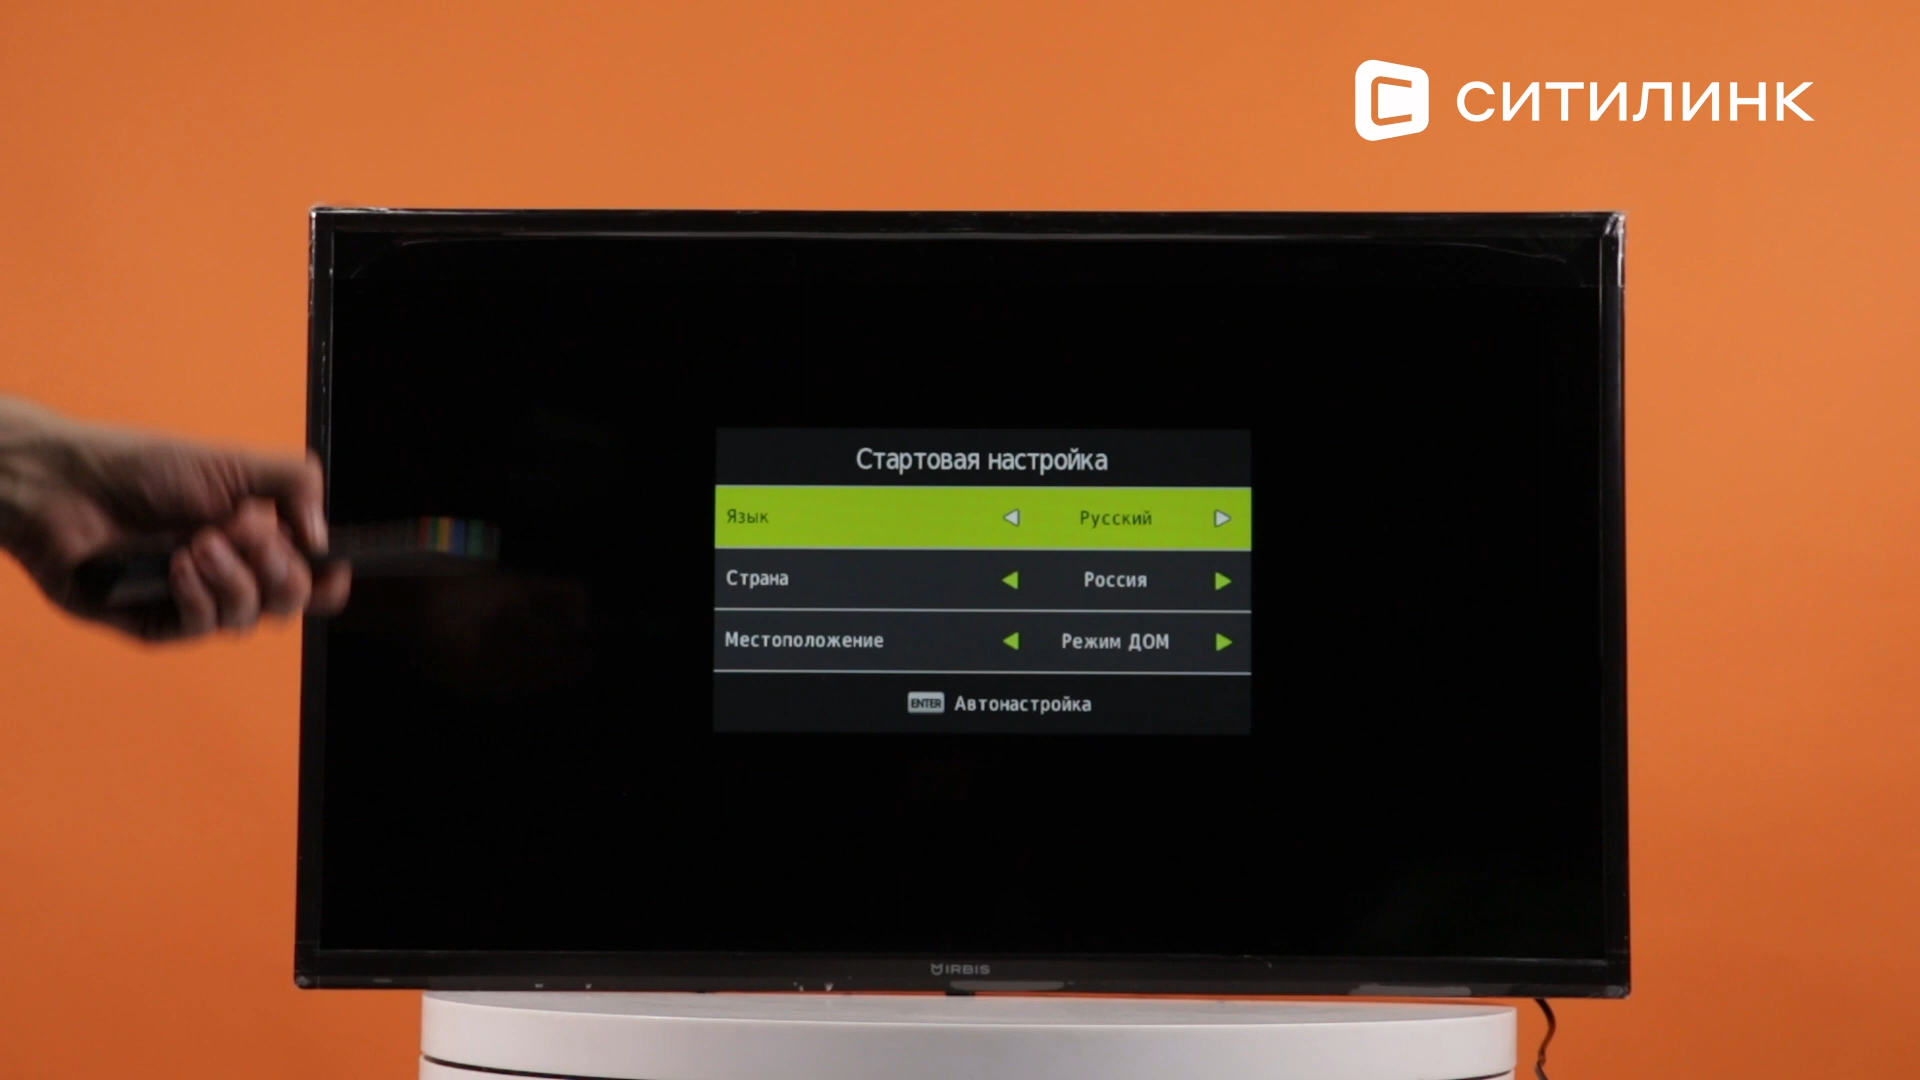 СИТИЛИНК
Стартовая настройка
Язык Русский
Страна Россия
Местоположение Режим ДОМ
ENTER Автонастройка
IRBIS